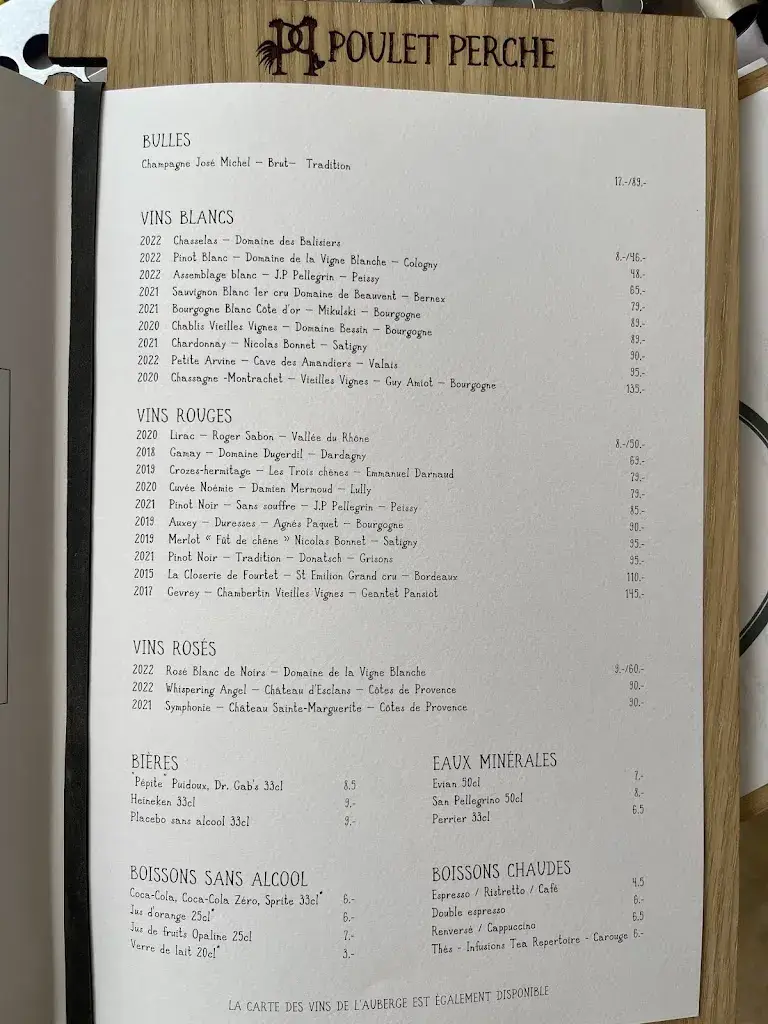 POULET PERCHE
BULLES
Champagne José Michel – Brut– Tradition 17.-/89.-
VINS BLANCS
2022 Chasselas – Domaine des Balisiers 8.-/46.-
2022 Pinot Blanc – Domaine de la Vigne Blanche – Cologny 48.-
2022 Assemblage blanc – J.P Pellegrin – Peissy 65.-
2021 Sauvignon Blanc 1er cru Domaine de Beauvent – Bernex 79.-
2021 Bourgogne Blanc Côte d'or – Mikulski – Bourgogne 89.-
2020 Chablis Vieilles Vignes – Domaine Bessin – Bourgogne 89.-
2021 Chardonnay – Nicolas Bonnet – Satigny 90.-
2022 Petite Arvine – Cave des Amandiers – Valais 95.-
2020 Chassagne -Montrachet – Vieilles Vignes – Guy Amiot – Bourgogne 135.-
VINS ROUGES
2020 Lirac – Roger Sabon – Vallée du Rhône 8.-/50.-
2018 Gamay – Domaine Dugerdil – Dardagny 69.-
2019 Crozes-hermitage – Les Trois chênes – Emmanuel Darnaud 79.-
2020 Cuvée Noémie – Damien Mermoud – Lully 79.-
2021 Pinot Noir – Sans souffre – J.P Pellegrin – Peissy 85.-
2019 Auxey – Duresses – Agnès Paquet – Bourgogne 90.-
2019 Merlot « Fût de chêne » Nicolas Bonnet – Satigny 95.-
2021 Pinot Noir – Tradition – Donatsch – Grisons 95.-
2015 La Closerie de Fourtet – St Emilion Grand cru – Bordeaux 110.-
2017 Gevrey – Chambertin Vieilles Vignes – Geantet Pansiot 145.-
VINS ROSÉS
2022 Rosé Blanc de Noirs – Domaine de la Vigne Blanche 9.-/60.-
2022 Whispering Angel – Château d'Esclans – Côtes de Provence 90.-
2021 Symphonie – Château Sainte-Marguerite – Côtes de Provence 90.-
BIÈRES
"Pépite" Puidoux, Dr. Gab's 33cl 8.5
Heineken 33cl 9.-
Placebo sans alcool 33cl 9.-
EAUX MINÉRALES
Evian 50cl 7.-
San Pellegrino 50cl 8.-
Perrier 33cl 6.5
BOISSONS SANS ALCOOL
Coca-Cola, Coca-Cola Zéro, Sprite 33cl* 6.-
Jus d'orange 25cl* 6.-
Jus de fruits Opaline 25cl 7.-
Verre de lait 20cl* 3.-
BOISSONS CHAUDES
Espresso / Ristretto / Café 4.5
Double espresso 6.-
Renversé / Cappuccino 6.5
Thés - Infusions Tea Repertoire - Carouge 6.-
LA CARTE DES VINS DE L'AUBERGE EST ÉGALEMENT DISPONIBLE